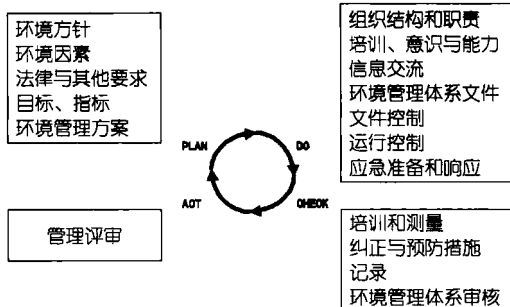 环境方针
环境因素
法律与其他要求
目标、指标
环境管理方案
组织结构和职责
培训、意识与能力
信息交流
环境管理体系文件
文件控制
运行控制
应急准备和响应
PLAN
DO
AOT
OHEOK
管理评审
培训和测量
纠正与预防措施
记录
环境管理体系审核